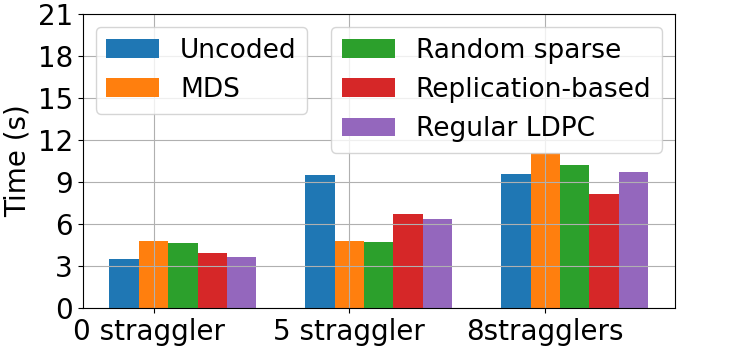 21
18
15
12
9
6
3
0
Time (s)
Uncoded
MDS
Random sparse
Replication-based
Regular LDPC
0 straggler
5 straggler
8stragglers